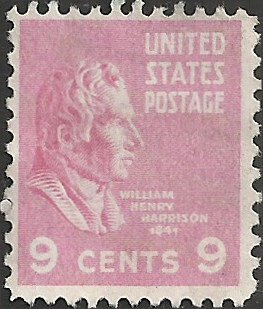 UNITED
STATES
POSTAGE
WILLIAM
HENRY
HARRISON
1841
9 CENTS 9